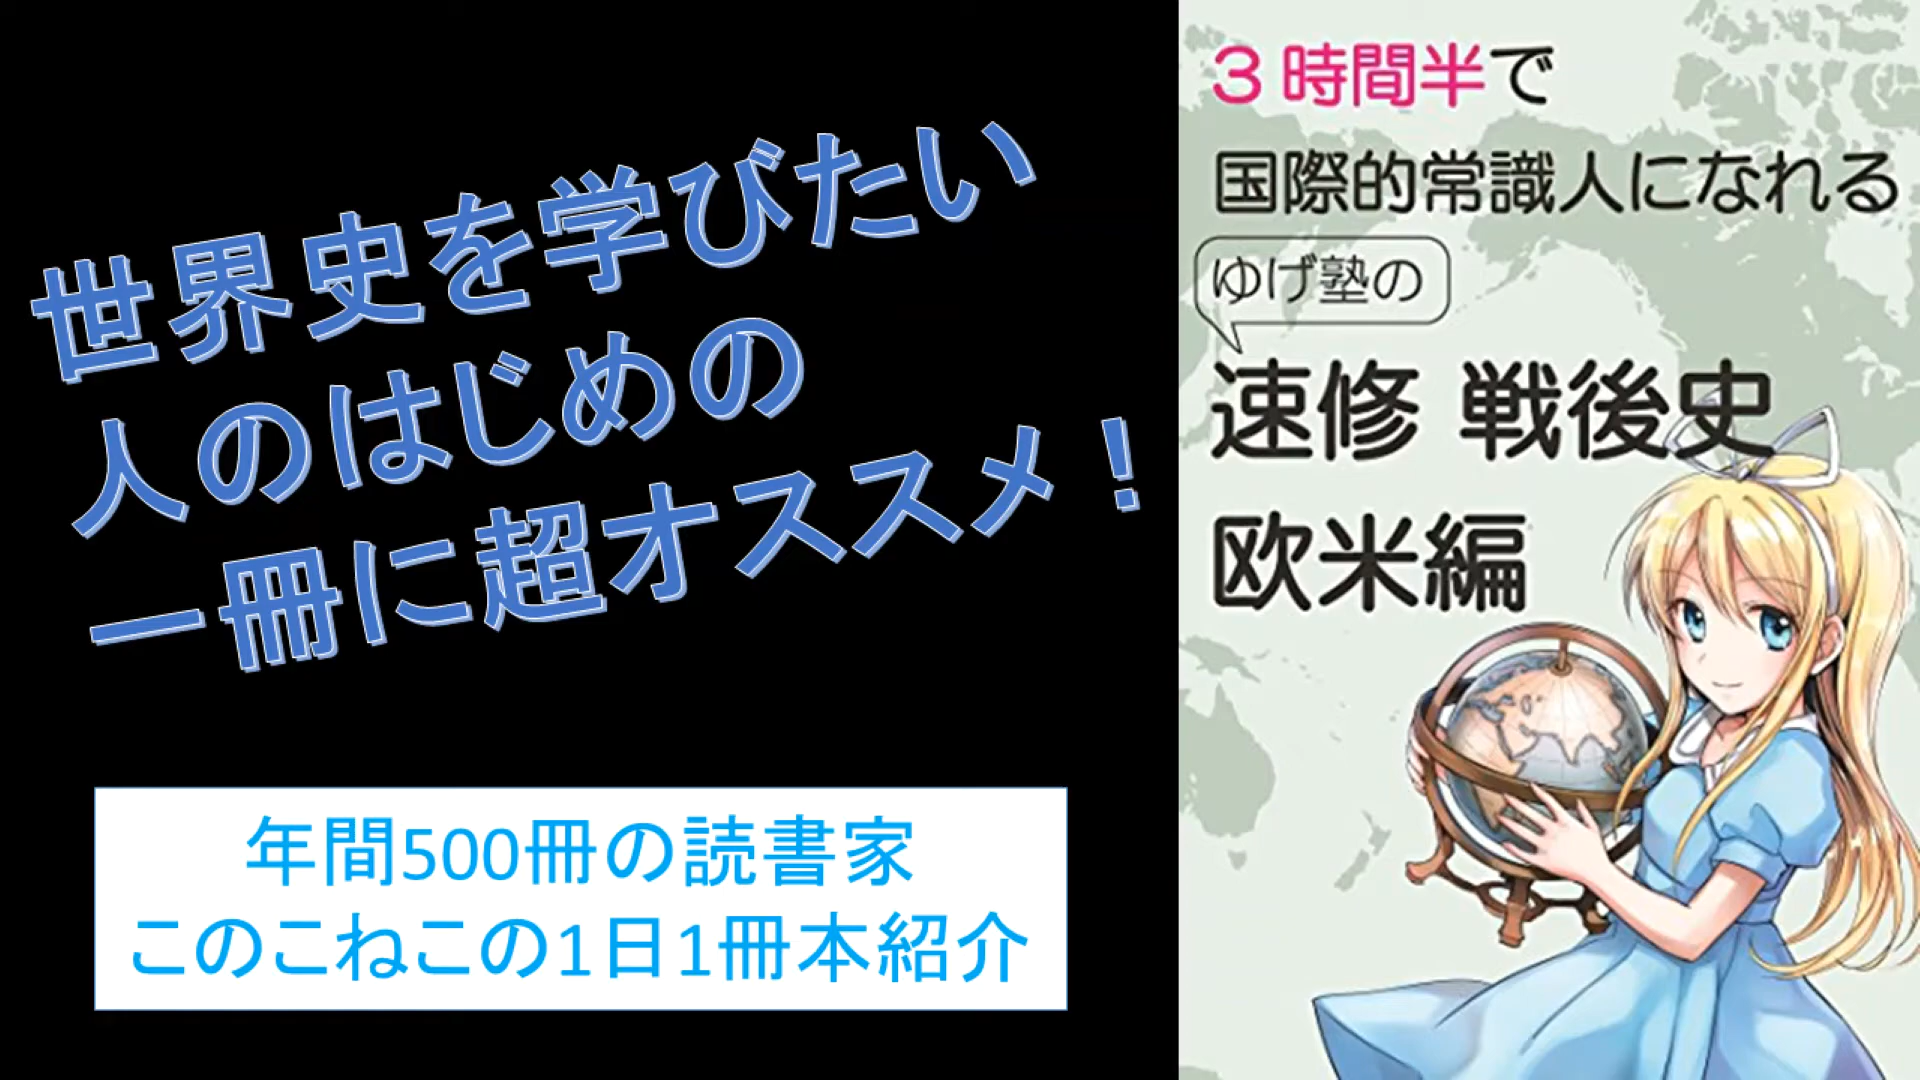 世界史を学びたい
人のはじめの
一冊に超オススメ！
年間500冊の読書家
このこねこの1日1冊本紹介
３時間半で
国際的常識人になれる
ゆげ塾の
速修 戦後史
欧米編